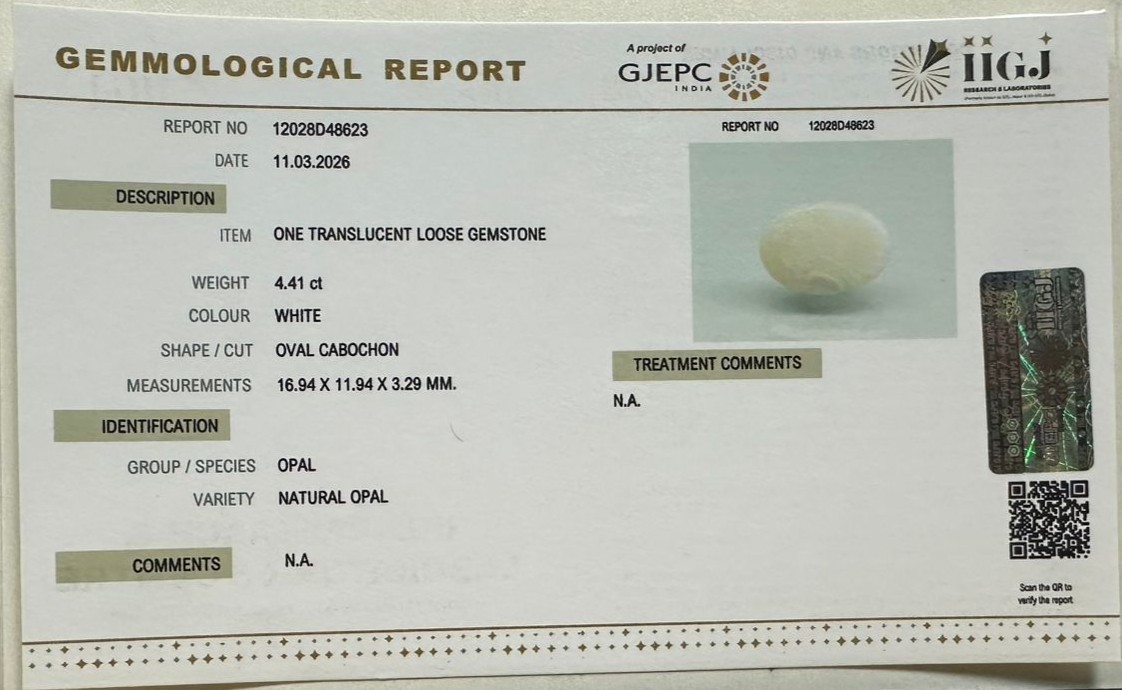 GEMMOLOGICAL REPORT
A project of
GJEPC
INDIA
IIGJ
RESEARCH & LABORATORIES
REPORT NO 12028D48623
DATE 11.03.2026
DESCRIPTION
ITEM ONE TRANSLUCENT LOOSE GEMSTONE
WEIGHT 4.41 ct
COLOUR WHITE
SHAPE / CUT OVAL CABOCHON
MEASUREMENTS 16.94 X 11.94 X 3.29 MM.
IDENTIFICATION
GROUP / SPECIES OPAL
VARIETY NATURAL OPAL
COMMENTS N.A.
REPORT NO 12028D48623
TREATMENT COMMENTS
N.A.
IIGJ
Scan the QR to
verify the report